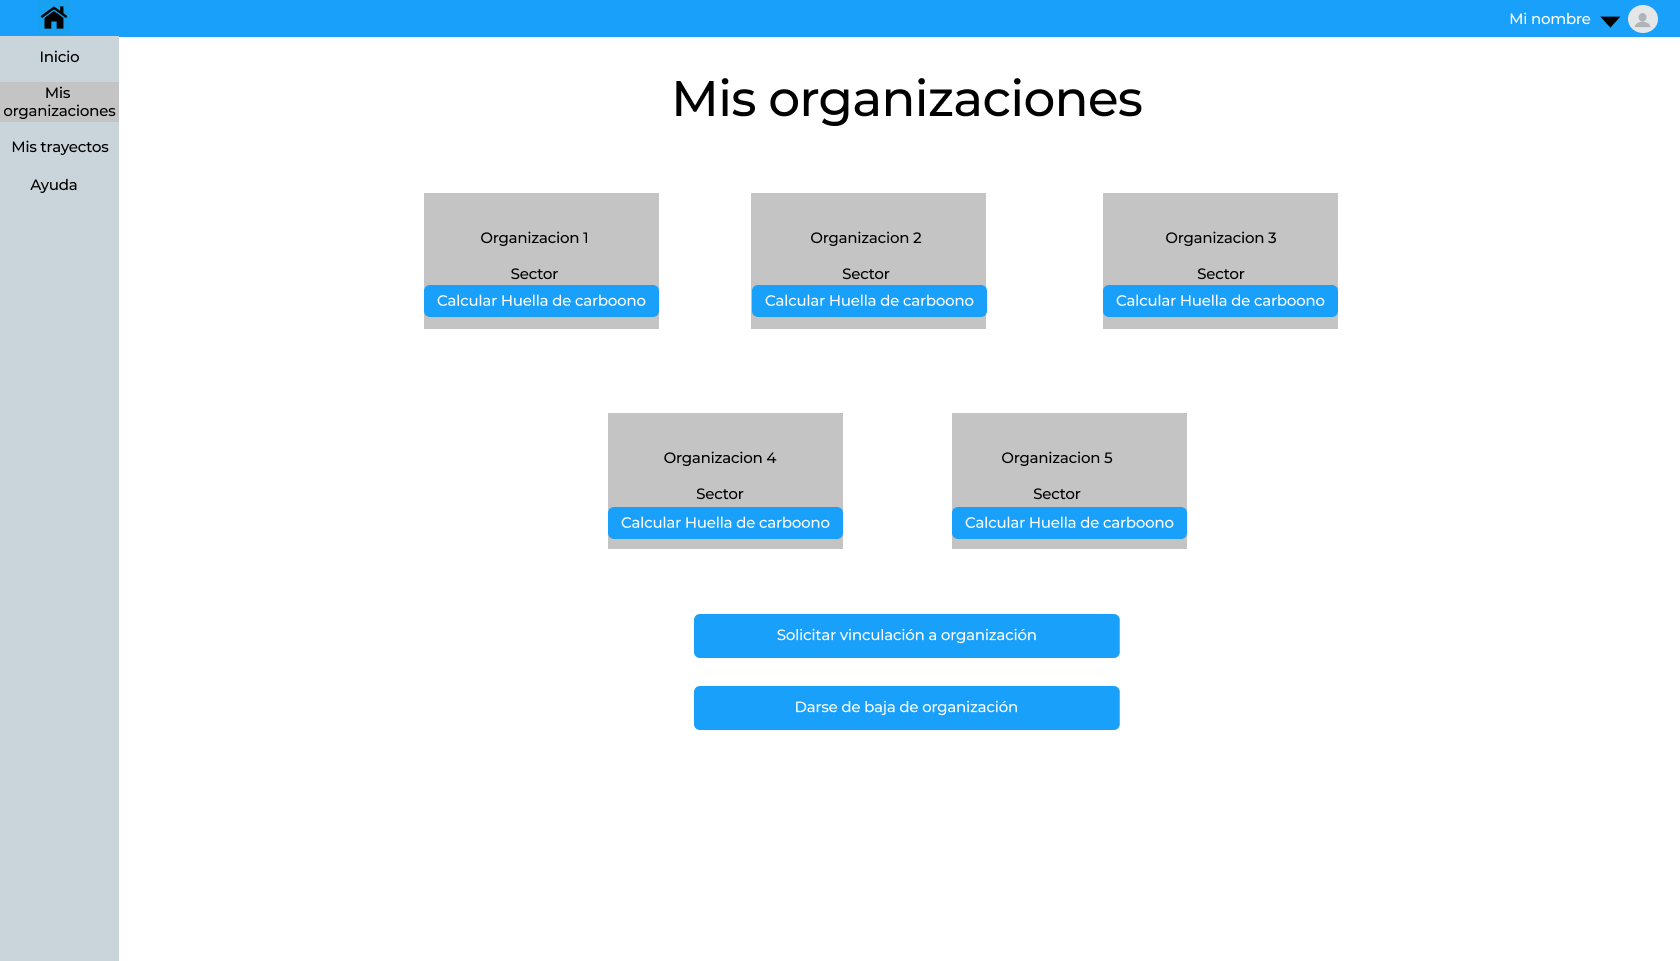 Mi nombre
Inicio
Mis
organizaciones
Mis trayectos
Ayuda
Mis organizaciones
Organizacion 1
Sector
Calcular Huella de carboono
Organizacion 2
Sector
Calcular Huella de carboono
Organizacion 3
Sector
Calcular Huella de carboono
Organizacion 4
Sector
Calcular Huella de carboono
Organizacion 5
Sector
Calcular Huella de carboono
Solicitar vinculación a organización
Darse de baja de organización